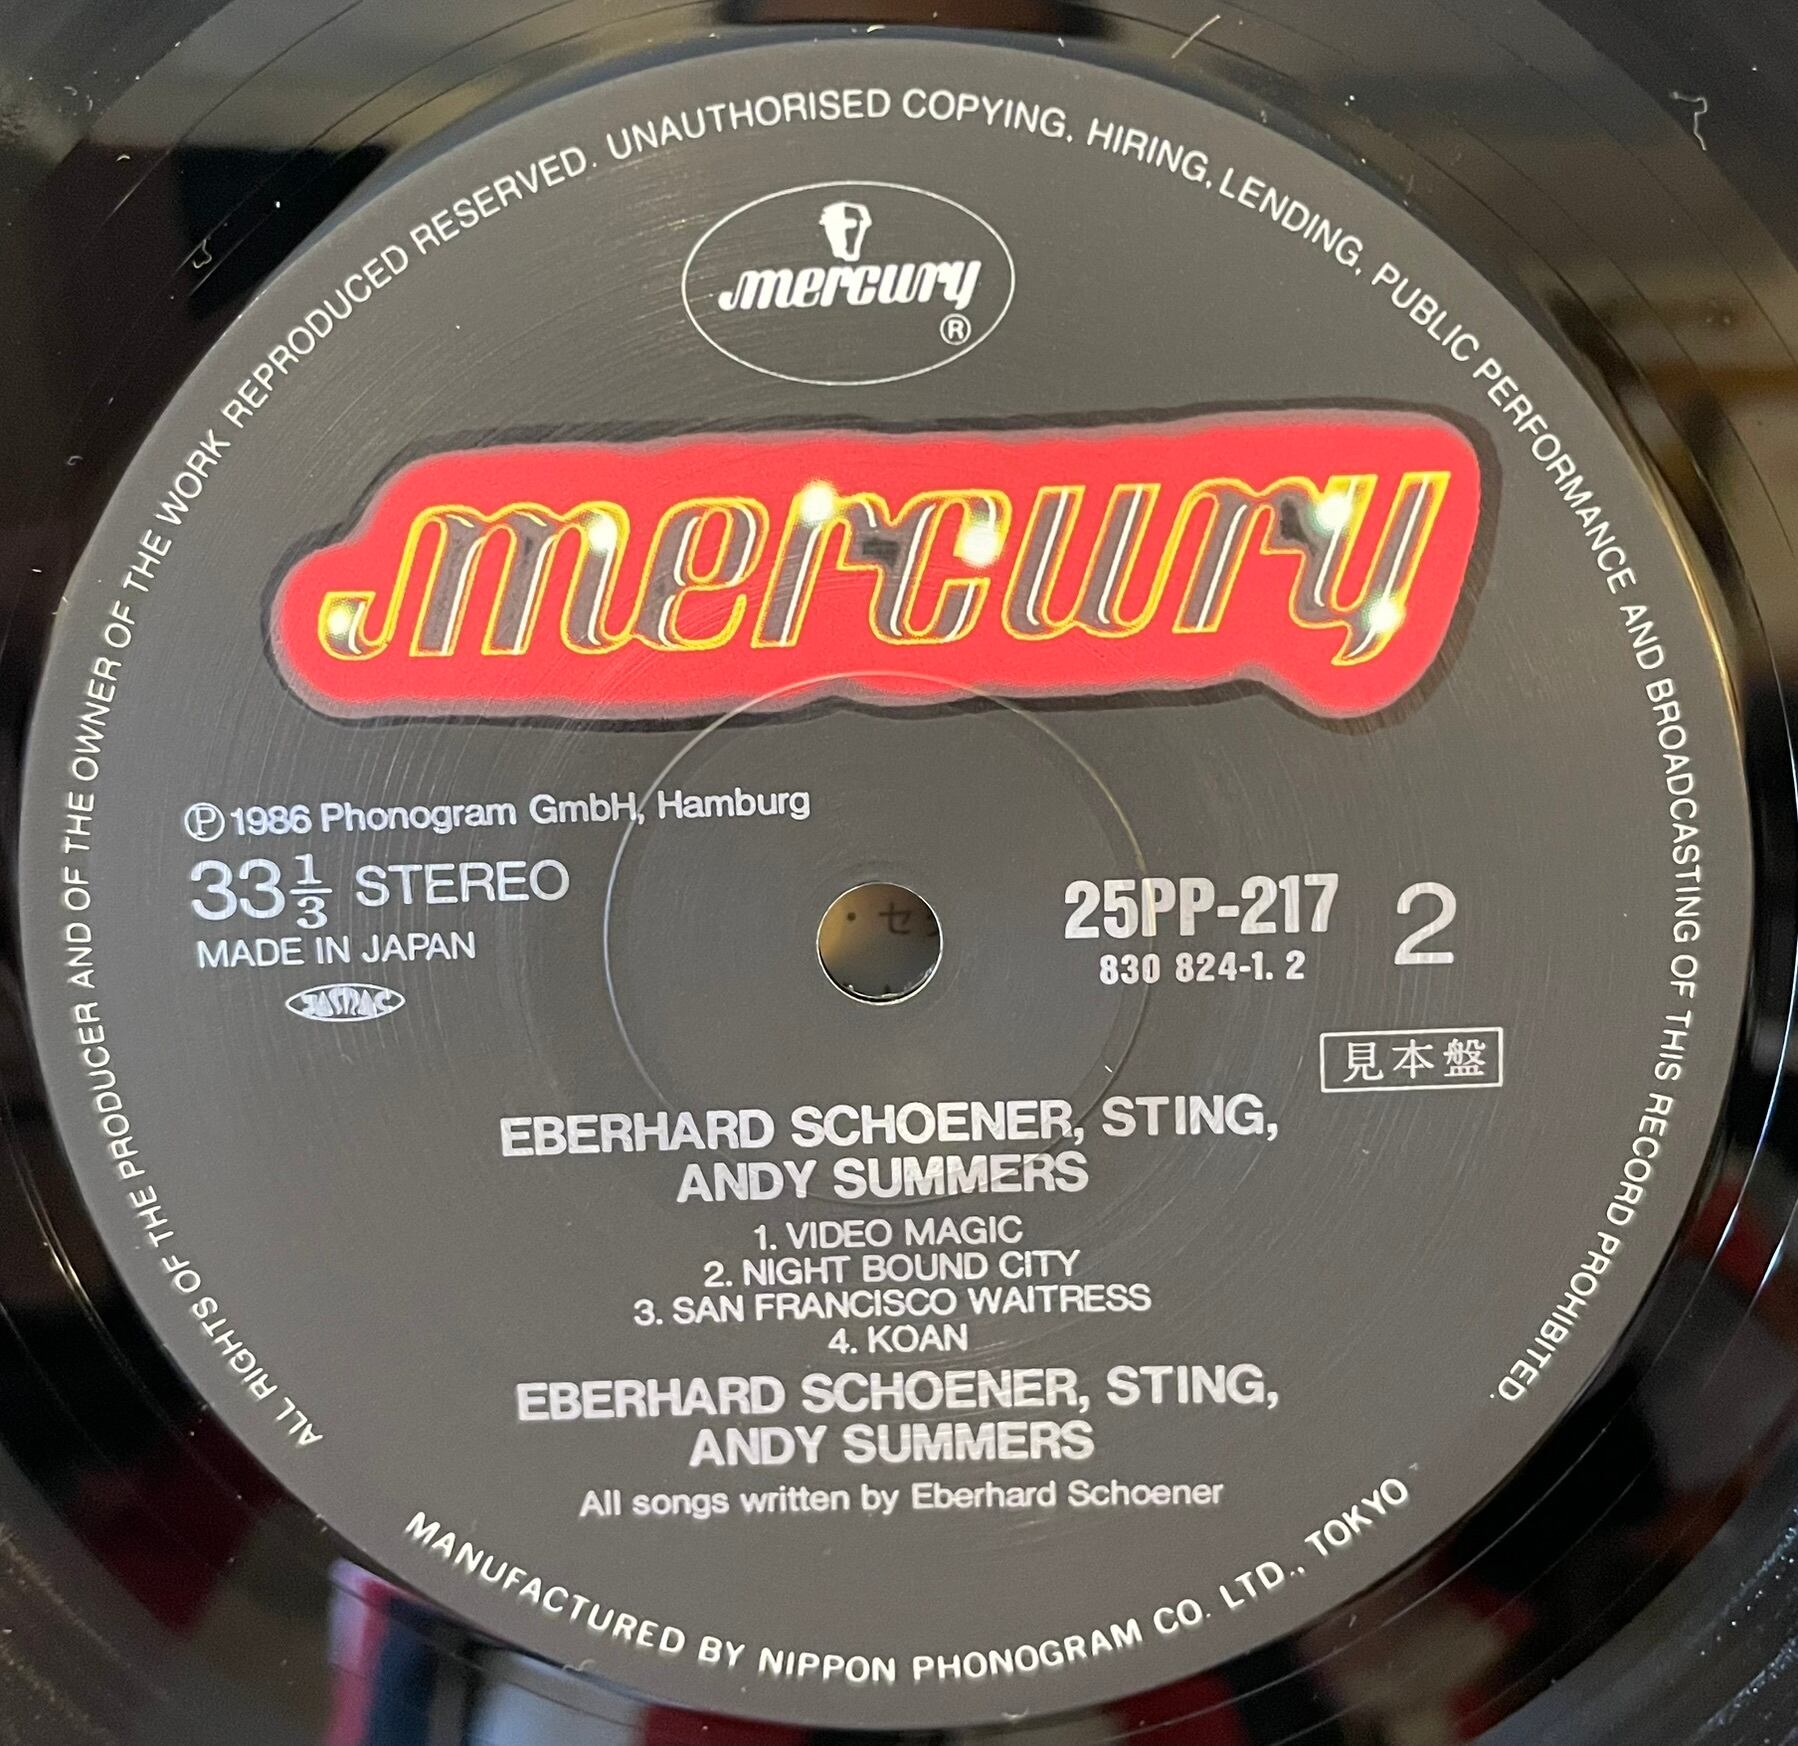 ALL RIGHTS OF THE PRODUCER AND OF THE OWNER OF THE WORK REPRODUCED RESERVED. UNAUTHORISED COPYING, HIRING, LENDING, PUBLIC PERFORMANCE AND BROADCASTING OF THIS RECORD PROHIBITED.
mercury
®
mercury
Ⓟ1986 Phonogram GmbH, Hamburg
33 1/3 STEREO
MADE IN JAPAN
JASRAC
25PP-217 2
830 824-1. 2
・セ
見本盤
EBERHARD SCHOENER, STING,
ANDY SUMMERS
1. VIDEO MAGIC
2. NIGHT BOUND CITY
3. SAN FRANCISCO WAITRESS
4. KOAN
EBERHARD SCHOENER, STING,
ANDY SUMMERS
All songs written by Eberhard Schoener
MANUFACTURED BY NIPPON PHONOGRAM CO. LTD., TOKYO